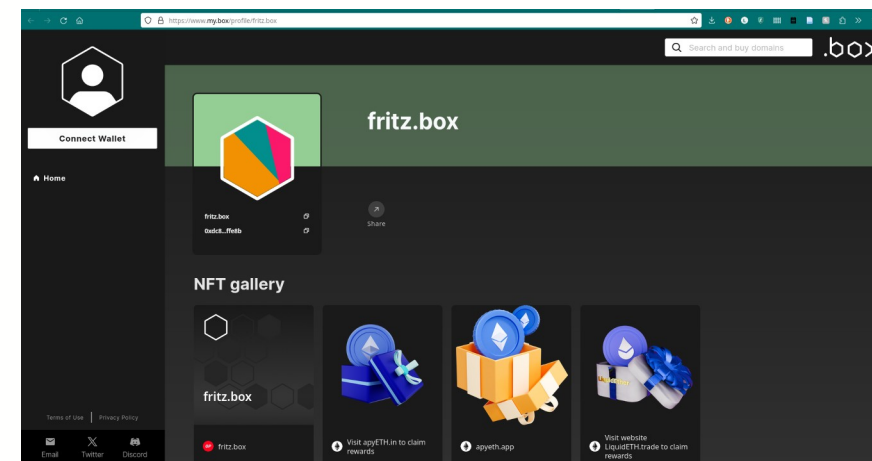 https://www.my.box/profile/fritz.box
Search and buy domains
.box
Connect Wallet
Home
fritz.box
fritz.box
0xdc8...ffe8b
Share
NFT gallery
fritz.box
fritz.box
Visit apyETH.in to claim
rewards
apyeth.app
Visit website
LiquidETH.trade to claim
rewards
Terms of Use | Privacy Policy
Email
Twitter
Discord